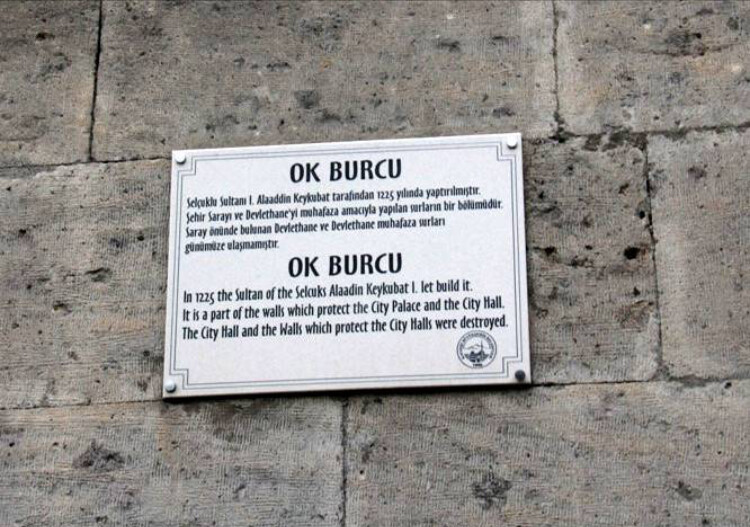 OK BURCU
Selçuklu Sultanı I. Alaaddin Keykubat tarafından 1225 yılında yaptırılmıştır.
Şehir Sarayı ve Devlethane'yi muhafaza amacıyla yapılan surların bir bölümüdür.
Saray önünde bulunan Devlethane ve Devlethane muhafaza surları
günümüze ulaşmamıştır.
OK BURCU
In 1225 the Sultan of the Selcuks Alaadin Keykubat I. let build it.
It is a part of the walls which protect the City Palace and the City Hall.
The City Hall and the Walls which protect the City Halls were destroyed.